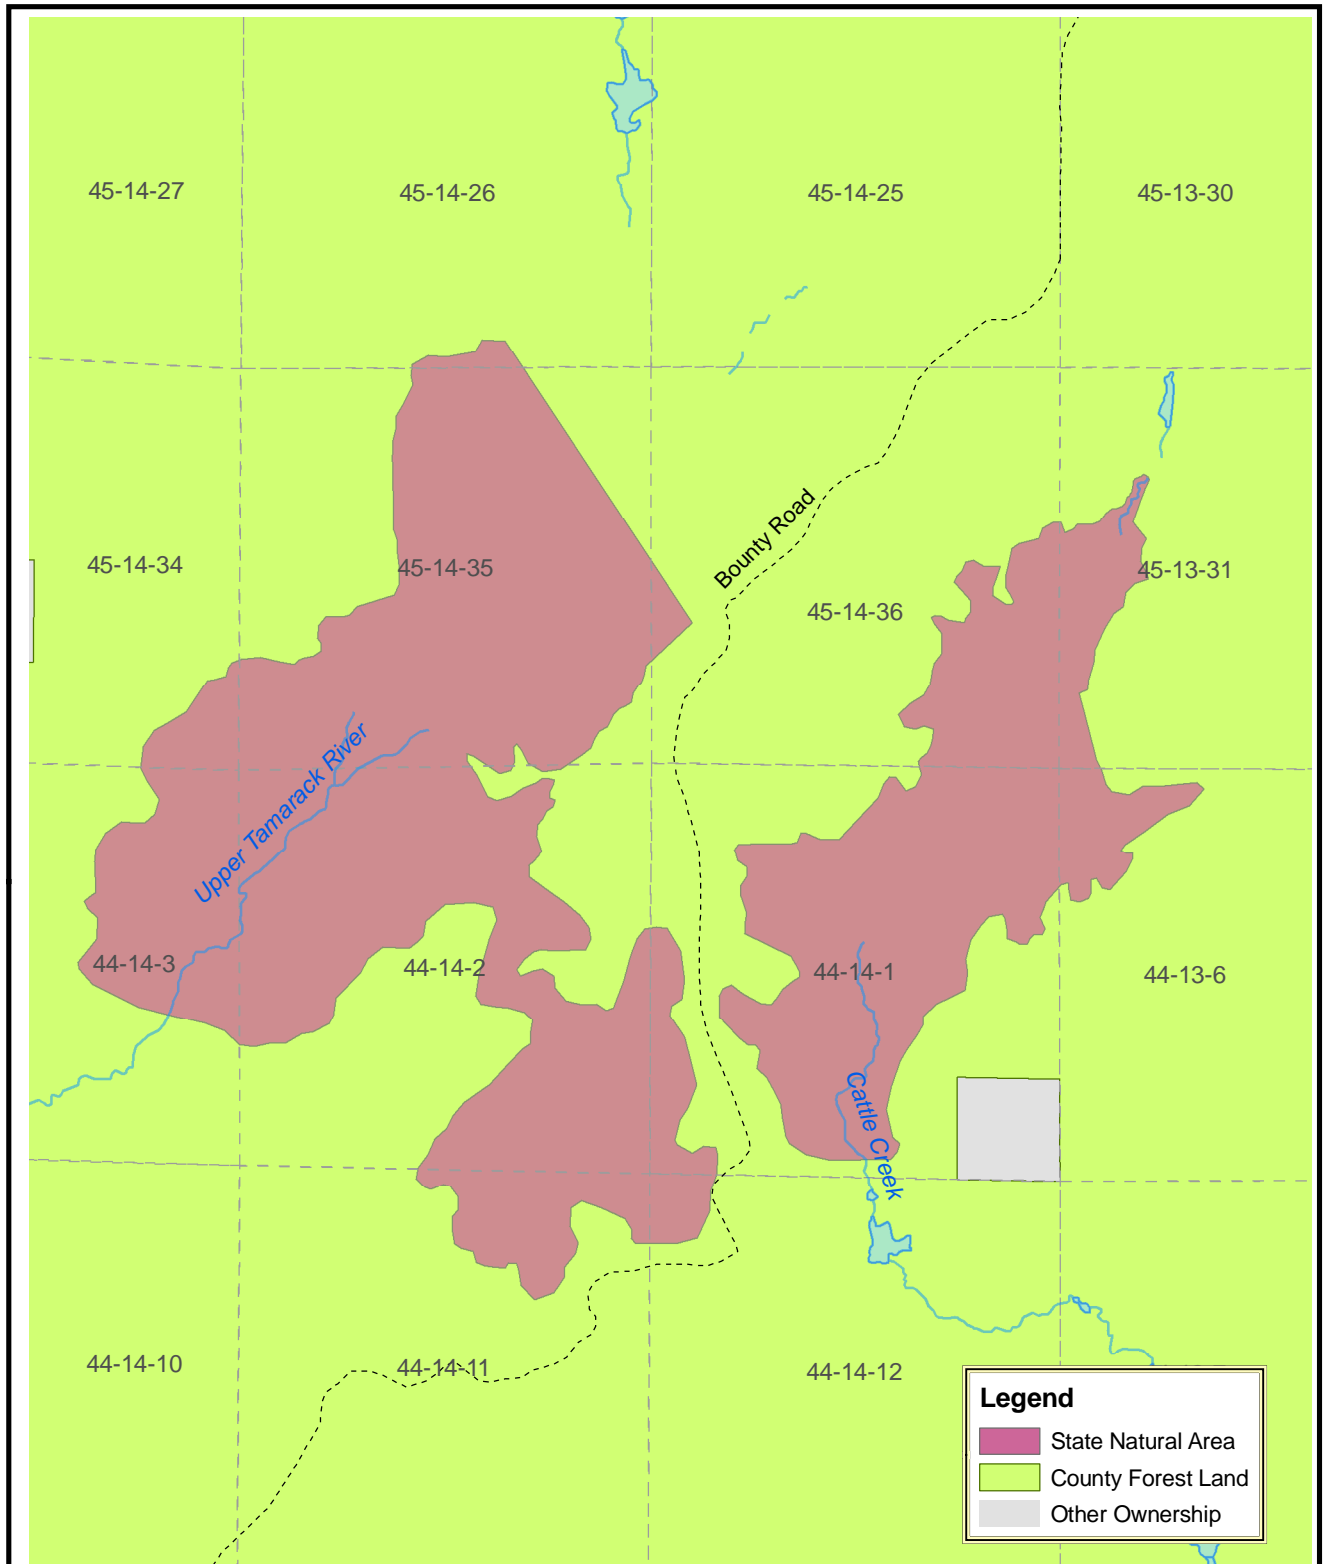 45-14-27
45-14-26
45-14-25
45-13-30
45-14-34
45-14-35
Bounty Road
45-14-36
45-13-31
Upper Tamarack River
44-14-3
44-14-2
44-14-1
44-13-6
Cattle Creek
44-14-10
44-14-11
44-14-12
Legend
State Natural Area
County Forest Land
Other Ownership